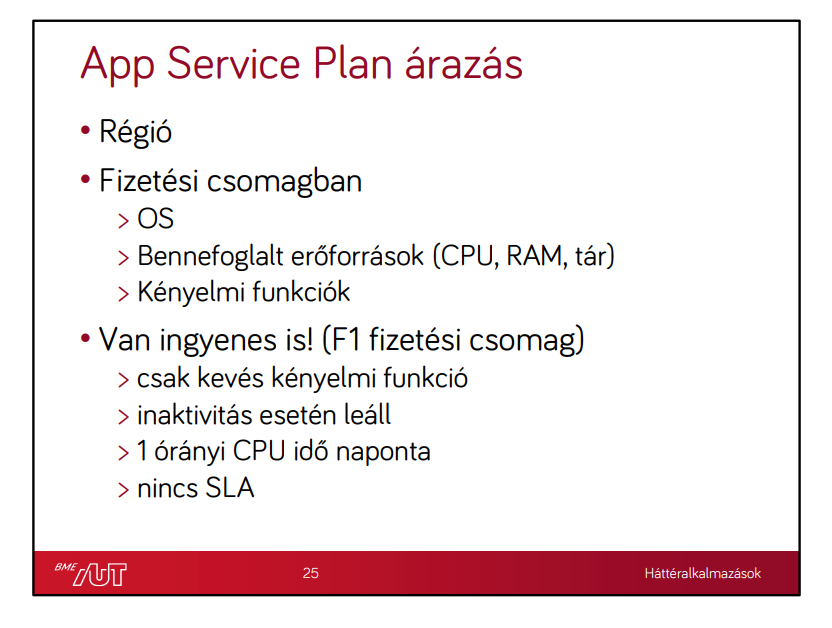 App Service Plan árazás
• Régió
• Fizetési csomagban
> OS
> Bennefoglalt erőforrások (CPU, RAM, tár)
> Kényelmi funkciók
• Van ingyenes is! (F1 fizetési csomag)
> csak kevés kényelmi funkció
> inaktivitás esetén leáll
> 1 órányi CPU idő naponta
> nincs SLA
BME AUT
25
Háttéralkalmazások